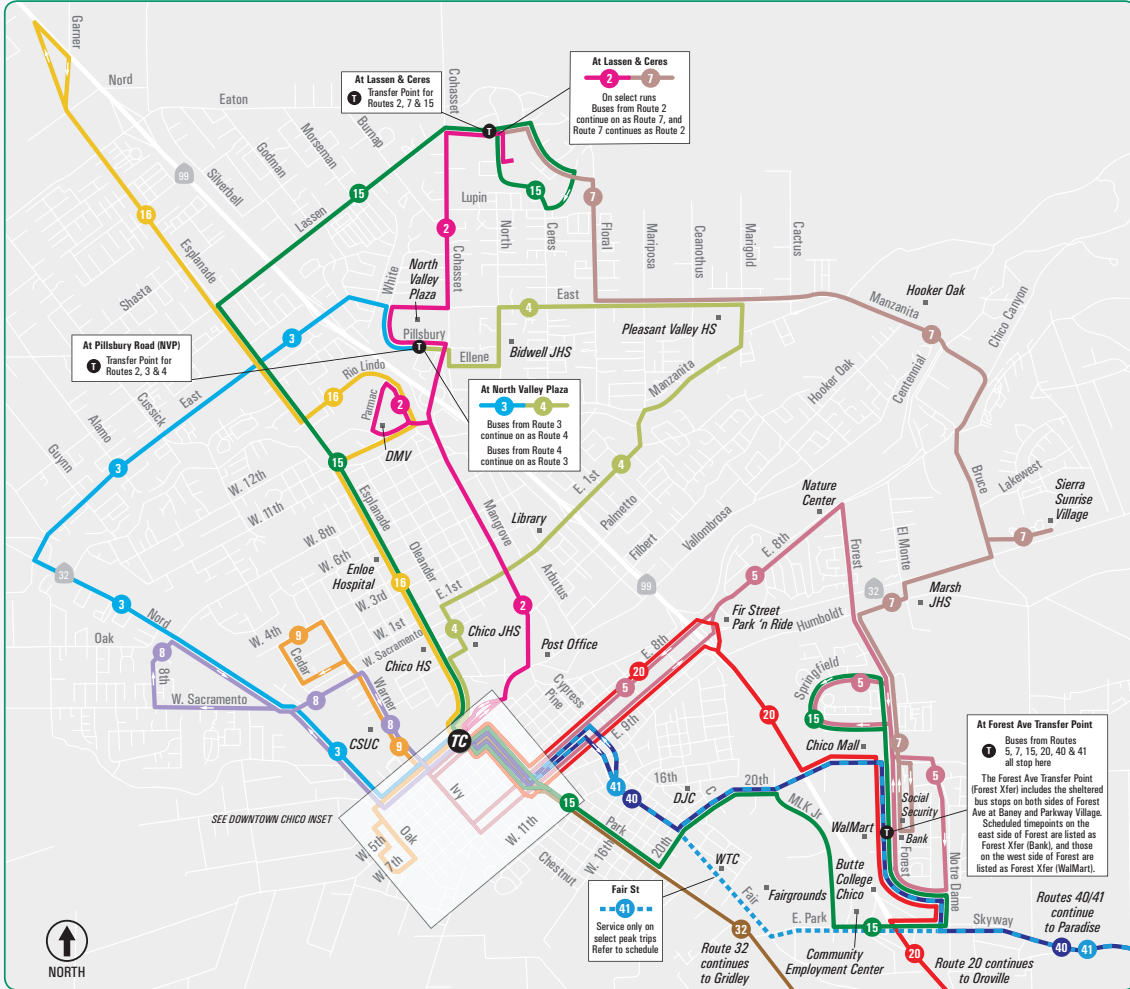 Garner
Nord
Eaton
Cohasset
At Lassen & Ceres
T Transfer Point for
Routes 2, 7 & 15
At Lassen & Ceres
2 7
On select runs
Buses from Route 2
continue on as Route 7, and
Route 7 continues as Route 2
T
Burnap
Morseman
Godman
Silverbell
99
Lassen
15
16
Esplanade
Shasta
Lupin
2
Cohasset
North
Ceres
15
7
Floral
Mariposa
Ceanothus
Marigold
Cactus
White
North
Valley
Plaza
East
4
Pleasant Valley HS
Manzanita
Hooker Oak
7
Chico Canyon
Pillsbury
T
Ellene
Bidwell JHS
At Pillsbury Road (NVP)
T Transfer Point for
Routes 2, 3 & 4
3
Rio Lindo
16
Parmac
2
DMV
At North Valley Plaza
3 4
Buses from Route 3
continue on as Route 4
Buses from Route 4
continue on as Route 3
Manzanita
Hooker Oak
Centennial
East
Cussick
Alamo
Guynn
3
15
W. 12th
W. 11th
Esplanade
Mangrove
E. 1st
4
Palmetto
Library
Filbert
Vallombrosa
Nature
Center
Bruce
Lakewest
Sierra
Sunrise
Village
7
W. 8th
W. 6th
Enloe
Hospital
Oleander
16
W. 3rd
W. 1st
E. 1st
4
Chico JHS
Arbutus
2
Post Office
99
E. 8th
5
Forest
El Monte
32
7
Marsh
JHS
Humboldt
Fir Street
Park 'n Ride
32
3
Nord
Oak
8
8th
W. Sacramento
W. 4th
9
Cedar
W. Sacramento
Chico HS
8
Warner
8
9
3
CSUC
TC
Cypress
Pine
E. 8th
20
5
E. 9th
20
Springfield
5
15
Chico Mall
7
5
At Forest Ave Transfer Point
T Buses from Routes
5, 7, 15, 20, 40 & 41
all stop here
The Forest Ave Transfer Point
(Forest Xfer) includes the sheltered
bus stops on both sides of Forest
Ave at Baney and Parkway Village.
Scheduled timepoints on the
east side of Forest are listed as
Forest Xfer (Bank), and those
on the west side of Forest are
listed as Forest Xfer (WalMart).
SEE DOWNTOWN CHICO INSET
Ivy
Oak
W. 5th
W. 7th
W. 11th
15
Park
Chestnut
W. 16th
41
40
16th
DJC
C
20th
20th
MLK Jr
WalMart
T
Social
Security
Bank
Forest
Notre Dame
WTC
Fair
Fairgrounds
Butte
College
Chico
Fair St
41
Service only on
select peak trips
Refer to schedule
E. Park
15
Skyway
Routes 40/41
continue
to Paradise
40
41
32
Route 32
continues
to Gridley
Community
Employment Center
20
Route 20 continues
to Oroville
NORTH